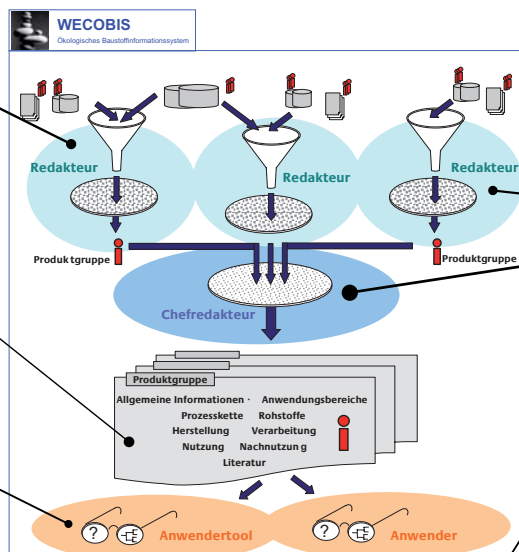 WECOBIS
Ökologisches Baustoffinformationssystem
Redakteur
Redakteur
Redakteur
Produktgruppe
Produktgruppe
Chefredakteur
Produktgruppe
Allgemeine Informationen · Anwendungsbereiche
Prozesskette Rohstoffe
Herstellung Verarbeitung
Nutzung Nachnutzung
Literatur
? Anwendertool
? Anwender